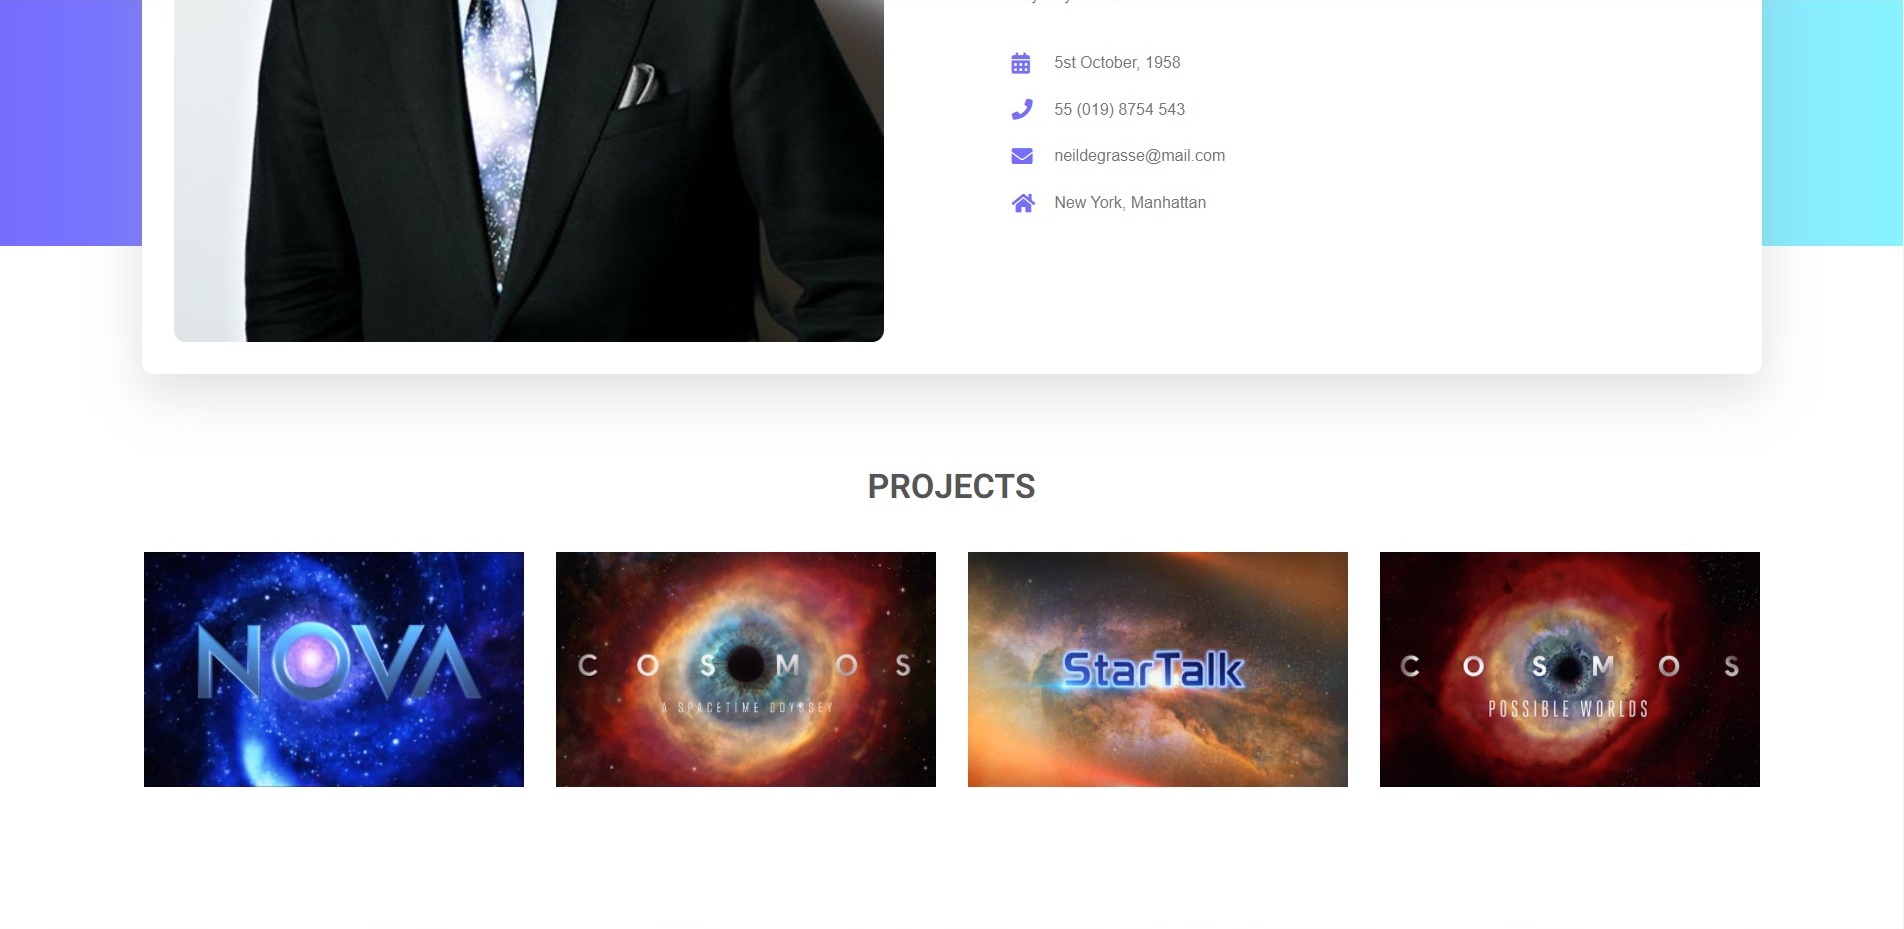 5st October, 1958
55 (019) 8754 543
neildegrasse@mail.com
New York, Manhattan
PROJECTS
NOVA
COSMOS
A SPACETIME ODYSSEY
StarTalk
COSMOS
POSSIBLE WORLDS